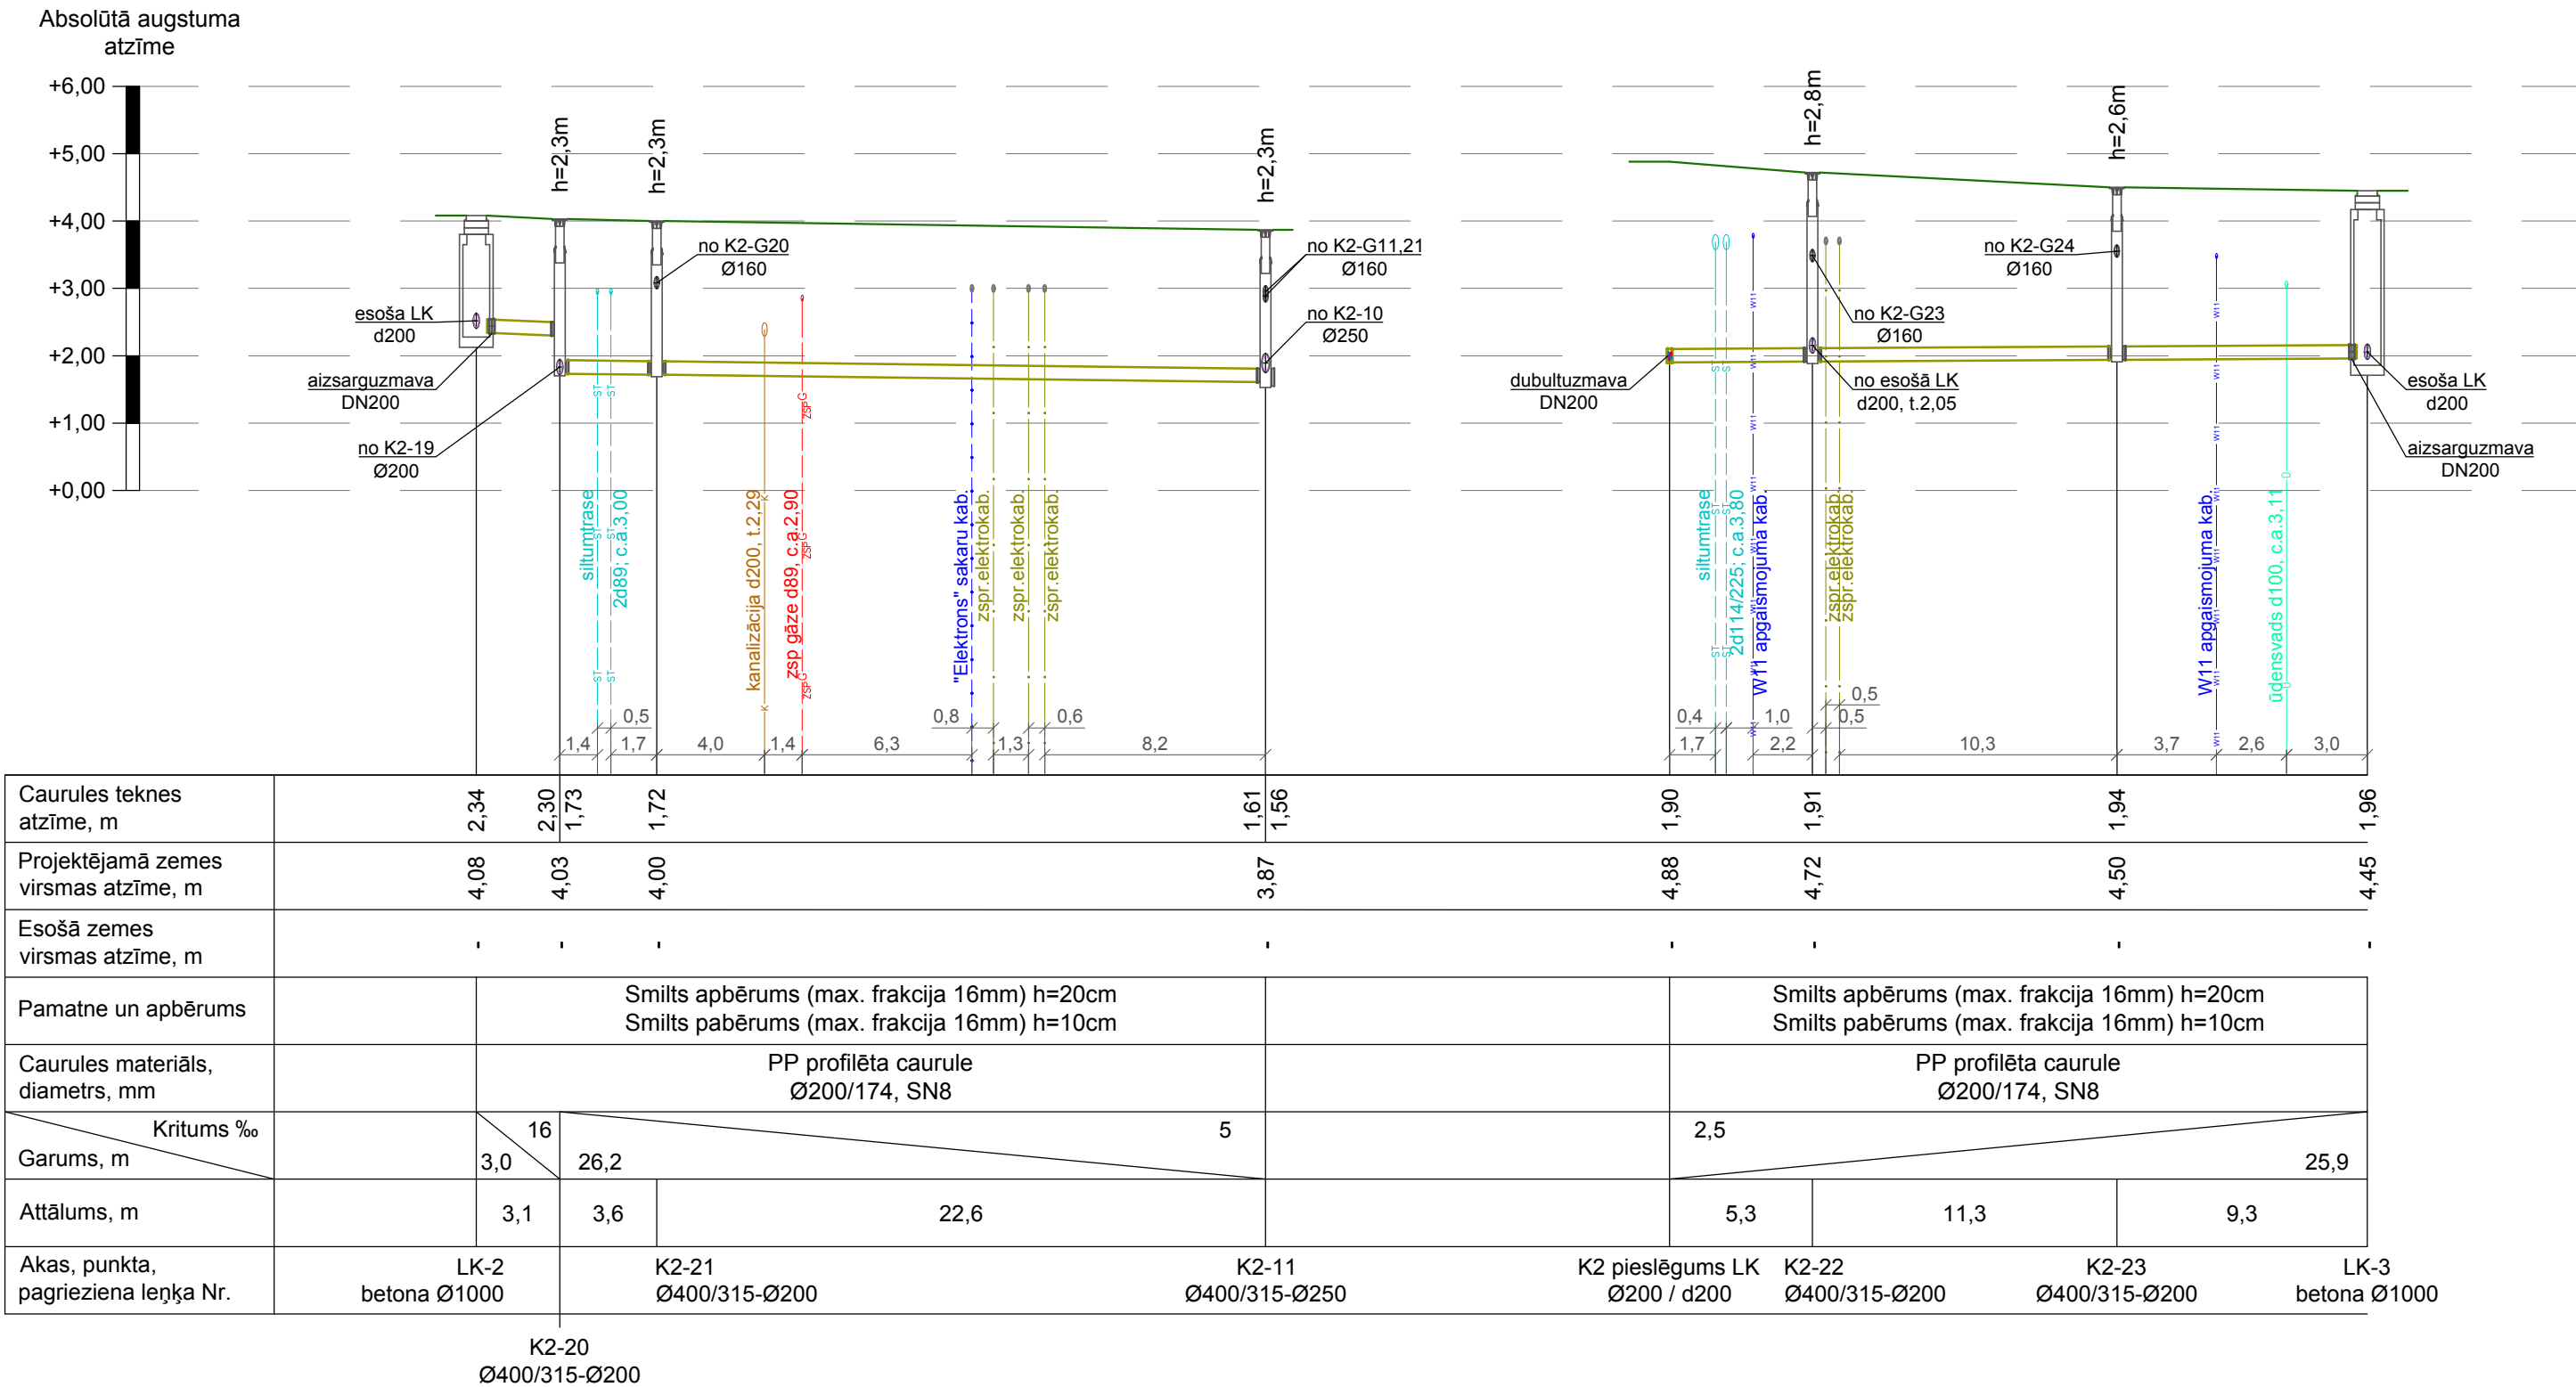 Absolūtā augstuma
atzīme
+6,00
+5,00
+4,00
+3,00
+2,00
+1,00
+0,00
h=2,3m
h=2,3m
h=2,3m
h=2,8m
h=2,6m
no K2-G20
Ø160
no K2-G11,21
Ø160
no K2-10
Ø250
esoša LK
d200
aizsarguzmava
DN200
no K2-19
Ø200
no K2-G24
Ø160
no K2-G23
Ø160
dubultuzmava
DN200
no esošā LK
d200, t.2,05
esoša LK
d200
aizsarguzmava
DN200
siltumtrase
2d89; c.a.3,00
kanalizācija d200, t.2,29
zsp gāze d89, c.a.2,90
"Elektrons" sakaru kab.
zspr.elektrokab.
zspr.elektrokab.
zspr.elektrokab.
siltumtrase
2d114/225; c.a.3,80
W11 apgaismojuma kab.
zspr.elektrokab.
zspr.elektrokab.
W11 apgaismojuma kab.
ūdensvads d100, c.a.3,11
0,5 0,8 0,6 0,4 1,0 0,5 0,5
1,4 1,7 4,0 1,4 6,3 1,3 8,2 1,7 2,2 10,3 3,7 2,6 3,0
Caurules teknes
atzīme, m
2,34 2,30 1,73 1,72 1,61 1,56 1,90 1,91 1,94 1,96
Projektējamā zemes
virsmas atzīme, m
4,08 4,03 4,00 3,87 4,88 4,72 4,50 4,45
Esošā zemes
virsmas atzīme, m
- - - - - - - -
Pamatne un apbērums
Smilts apbērums (max. frakcija 16mm) h=20cm
Smilts pabērums (max. frakcija 16mm) h=10cm
Smilts apbērums (max. frakcija 16mm) h=20cm
Smilts pabērums (max. frakcija 16mm) h=10cm
Caurules materiāls,
diametrs, mm
PP profilēta caurule
Ø200/174, SN8
PP profilēta caurule
Ø200/174, SN8
Kritums ‰
16 5 2,5
Garums, m
3,0 26,2 25,9
Attālums, m
3,1 3,6 22,6 5,3 11,3 9,3
Akas, punkta,
pagrieziena leņķa Nr.
LK-2
betona Ø1000
K2-21
Ø400/315-Ø200
K2-11
Ø400/315-Ø250
K2 pieslēgums LK
Ø200 / d200
K2-22
Ø400/315-Ø200
K2-23
Ø400/315-Ø200
LK-3
betona Ø1000
K2-20
Ø400/315-Ø200